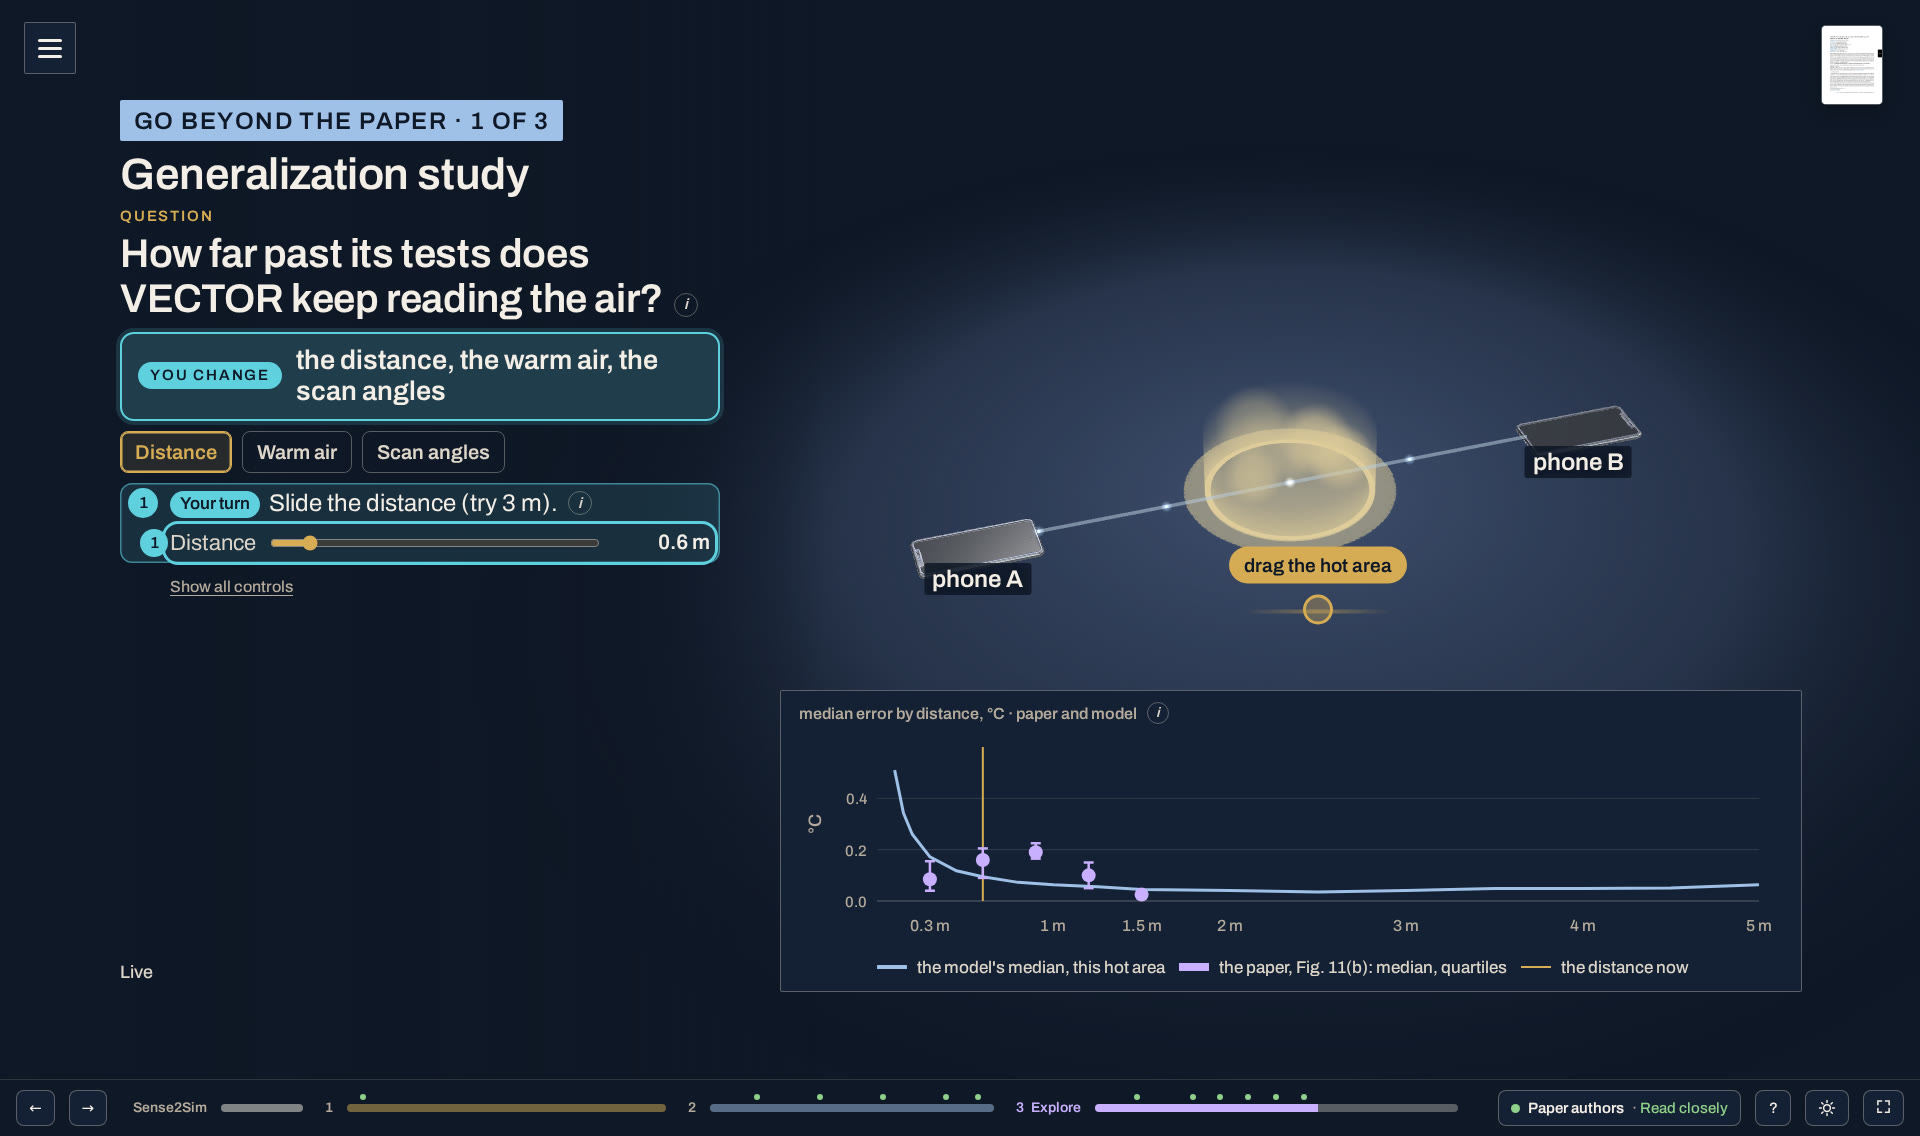 GO BEYOND THE PAPER · 1 OF 3
Generalization study
QUESTION
How far past its tests does
VECTOR keep reading the air? i
YOU CHANGE the distance, the warm air, the
scan angles
Distance Warm air Scan angles
1 Your turn Slide the distance (try 3 m). i
1 Distance 0.6 m
Show all controls
Live
phone B
phone A
drag the hot area
median error by distance, °C · paper and model i
°C
0.4
0.2
0.0
0.3 m 1 m 1.5 m 2 m 3 m 4 m 5 m
the model's median, this hot area the paper, Fig. 11(b): median, quartiles the distance now
← → Sense2Sim 1 2 3 Explore Paper authors · Read closely ?